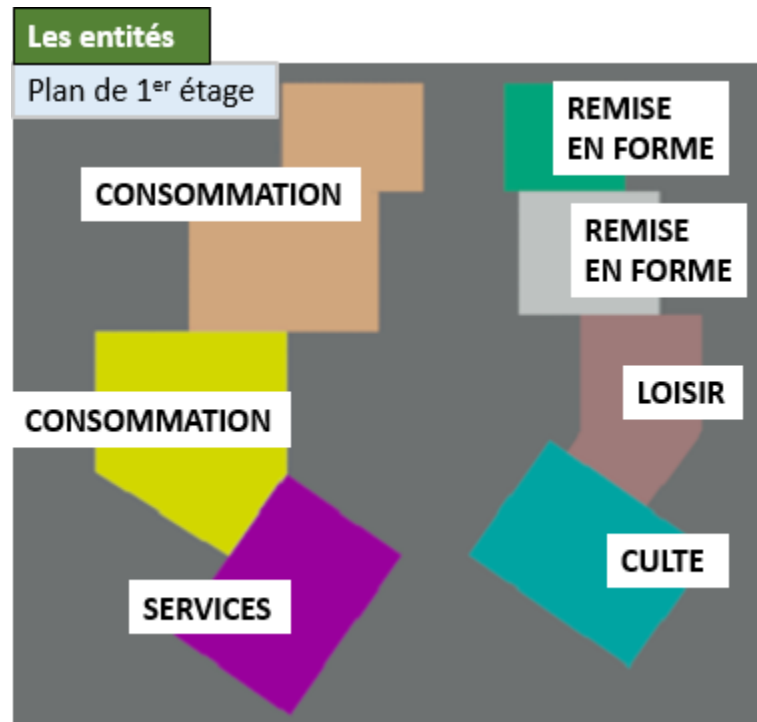 Les entités
Plan de 1er étage
REMISE
EN FORME
CONSOMMATION
REMISE
EN FORME
LOISIR
CONSOMMATION
CULTE
SERVICES